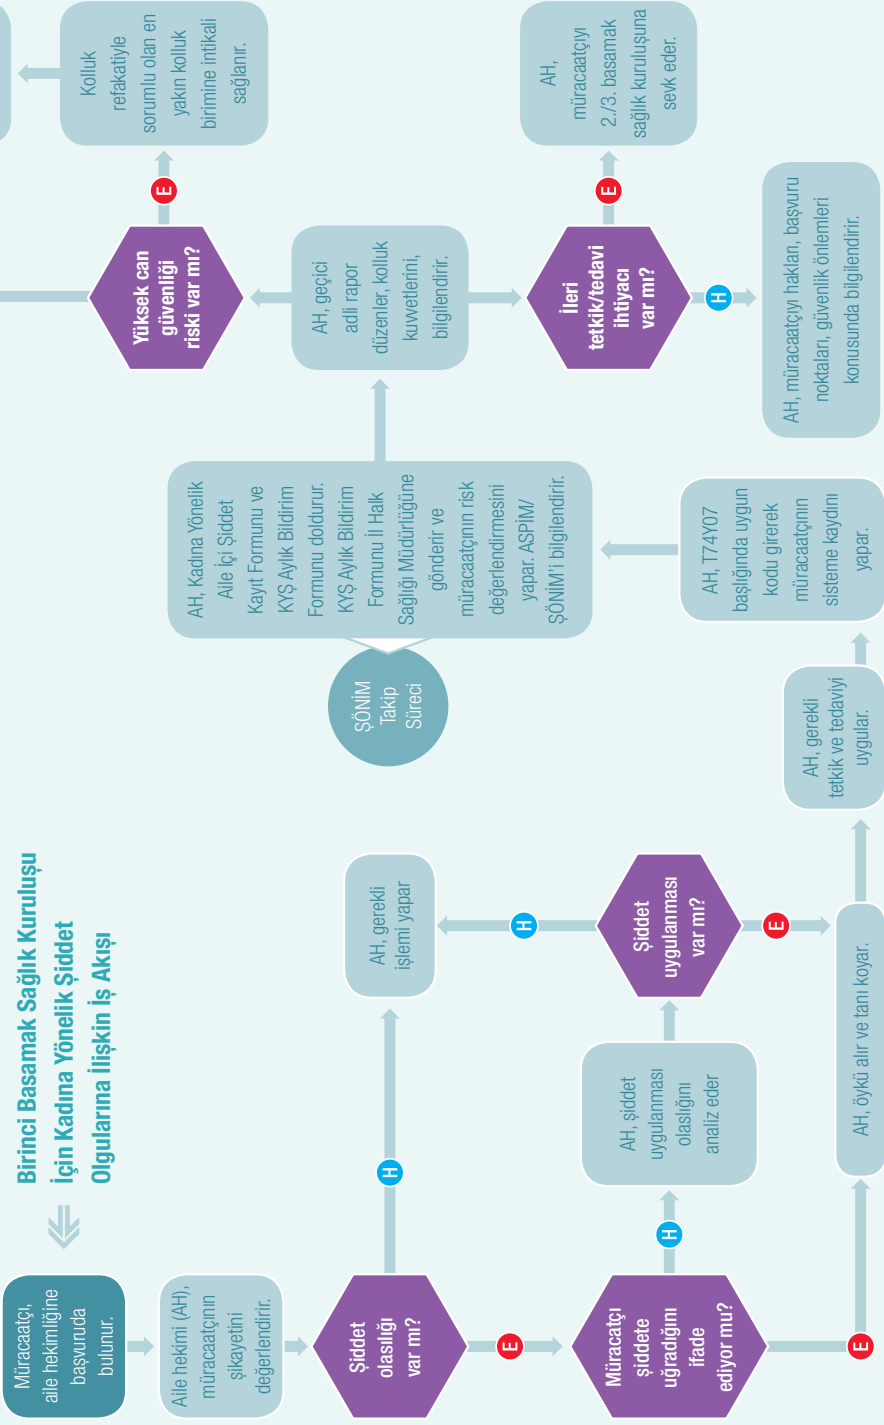 Birinci Basamak Sağlık Kuruluşu
İçin Kadına Yönelik Şiddet
Olgularına İlişkin İş Akışı
Müracaatçı,
aile hekimliğine
başvuruda
bulunur.
Aile hekimi (AH),
müracaatçının
şikayetini
değerlendirir.
Şiddet
olasılığı
var mı?
H
AH, gerekli
işlemi yapar
E
Müracatçı
şiddete
uğradığını
ifade
ediyor mu?
H
AH, şiddet
uygulanması
olaslığını
analiz eder
Şiddet
uygulanması
var mı?
H
E
E
AH, öykü alır ve tanı koyar.
AH, gerekli
tetkik ve tedaviyi
uygular.
AH, T74Y07
başlığında uygun
kodu girerek
müracaatçının
sisteme kaydını
yapar.
AH, Kadına Yönelik
Aile İçi Şiddet
Kayıt Formunu ve
KYŞ Aylık Bildirim
Formunu doldurur.
KYŞ Aylık Bildirim
Formunu İl Halk
Sağlığı Müdürlüğüne
gönderir ve
müracaatçının risk
değerlendirmesini
yapar. ASPİM/
ŞÖNİM'i bilgilendirir.
ŞÖNİM
Takip
Süreci
AH, geçici
adli rapor
düzenler, kolluk
kuvvetlerini,
bilgilendirir.
Yüksek can
güvenliği
riski var mı?
E
Kolluk
refakatiyle
sorumlu olan en
yakın kolluk
birimine intikali
sağlanır.
İleri
tetkik/tedavi
ihtiyacı
var mı?
E
AH,
müracaatçıyı
2./3. basamak
sağlık kuruluşuna
sevk eder.
H
AH, müracaatçıyı hakları, başvuru
noktaları, güvenlik önlemleri
konusunda bilgilendirir.